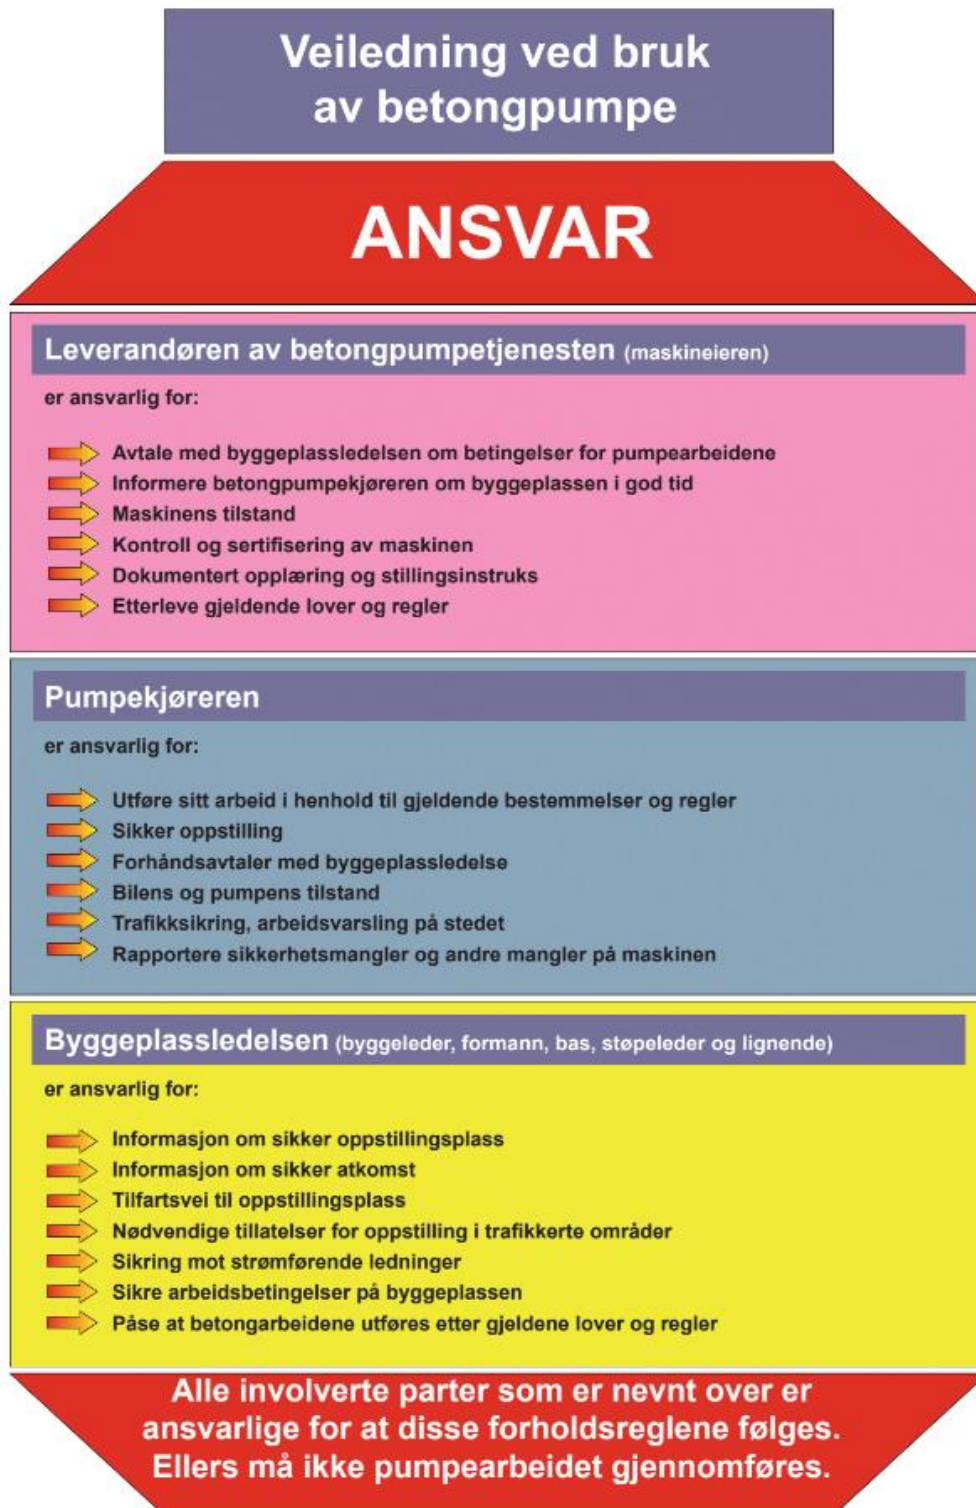 Veiledning ved bruk
av betongpumpe
ANSVAR
Leverandøren av betongpumpetjenesten (maskineieren)
er ansvarlig for:
Avtale med byggeplassledelsen om betingelser for pumpearbeidene
Informere betongpumpekjøreren om byggeplassen i god tid
Maskinens tilstand
Kontroll og sertifisering av maskinen
Dokumentert opplæring og stillingsinstruks
Etterleve gjeldende lover og regler
Pumpekjøreren
er ansvarlig for:
Utføre sitt arbeid i henhold til gjeldende bestemmelser og regler
Sikker oppstilling
Forhåndsavtaler med byggeplassledelse
Bilens og pumpens tilstand
Trafikksikring, arbeidsvarsling på stedet
Rapportere sikkerhetsmangler og andre mangler på maskinen
Byggeplassledelsen (byggeleder, formann, bas, støpeleder og lignende)
er ansvarlig for:
Informasjon om sikker oppstillingsplass
Informasjon om sikker atkomst
Tilfartsvei til oppstillingsplass
Nødvendige tillatelser for oppstilling i trafikkerte områder
Sikring mot strømførende ledninger
Sikre arbeidsbetingelser på byggeplassen
Påse at betongarbeidene utføres etter gjeldene lover og regler
Alle involverte parter som er nevnt over er
ansvarlige for at disse forholdsreglene følges.
Ellers må ikke pumpearbeidet gjennomføres.